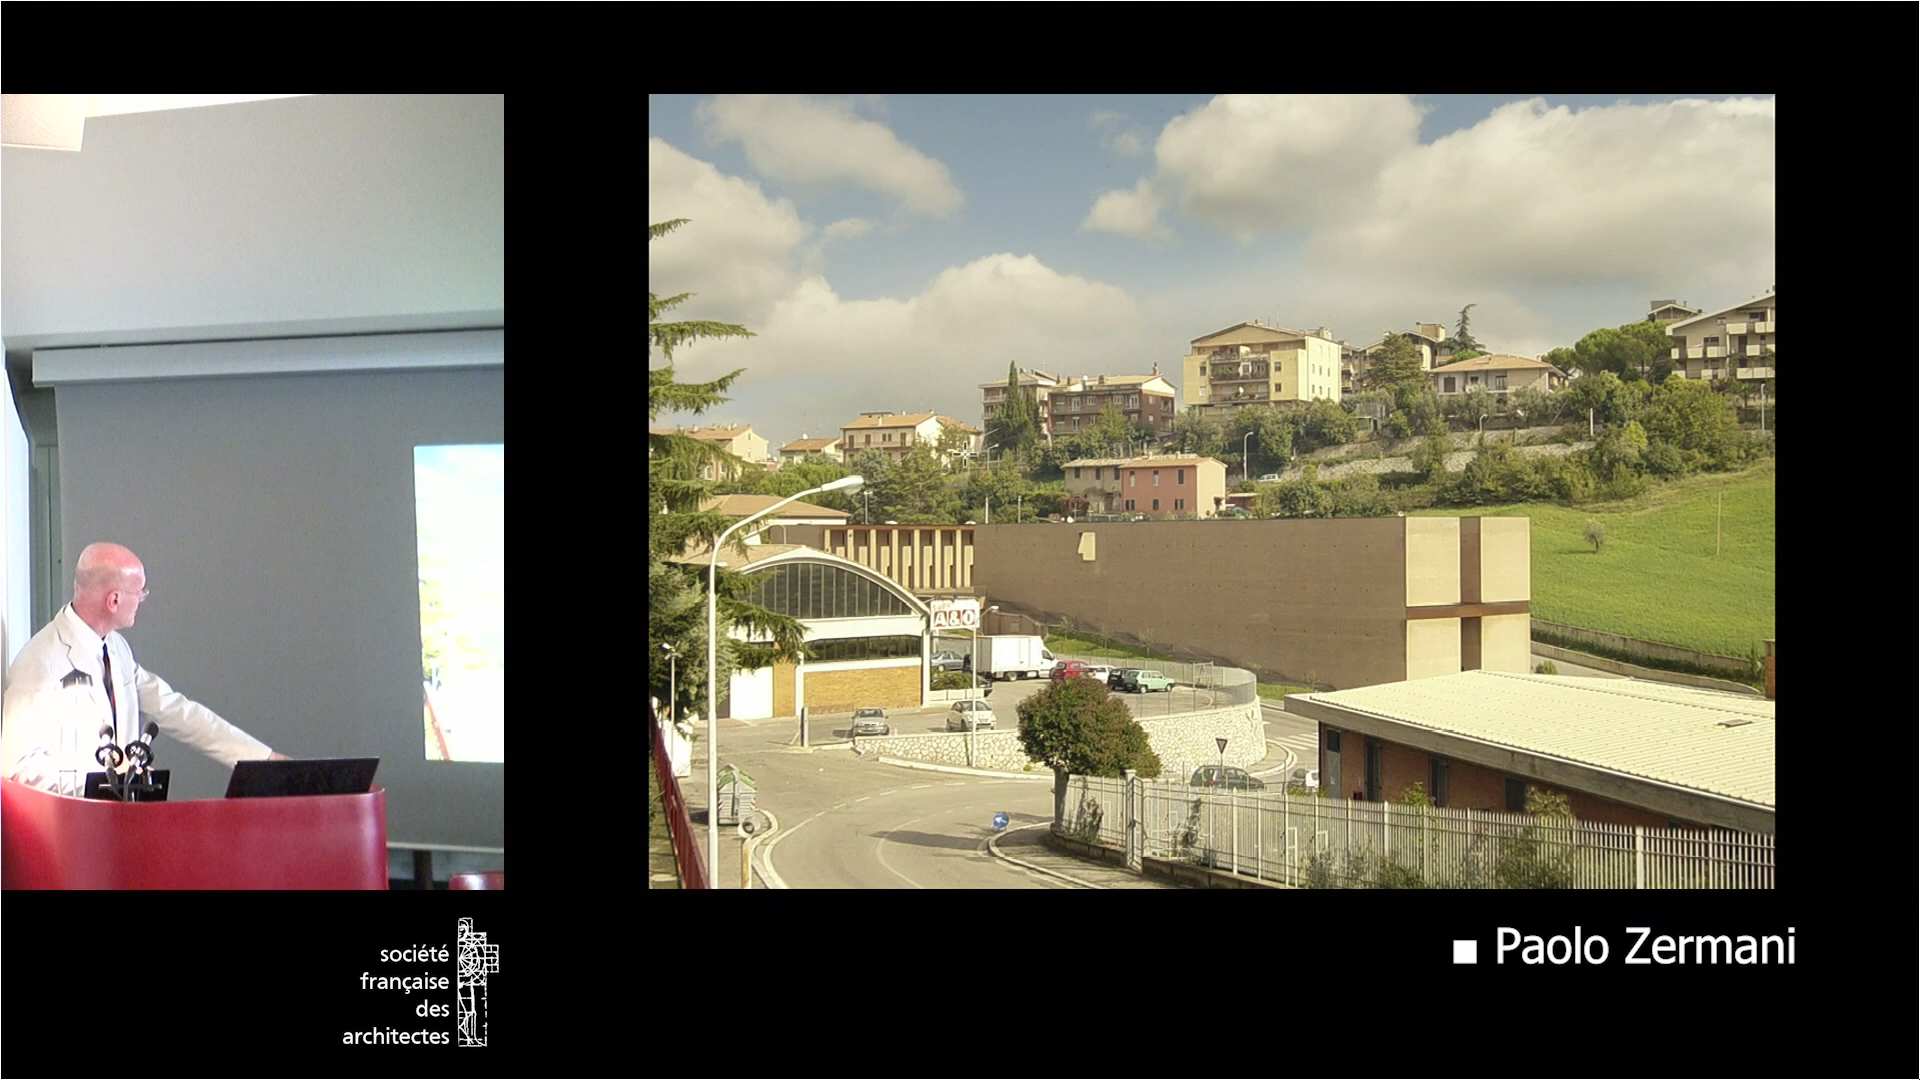 A&O
société
française
des
architectes
Paolo Zermani